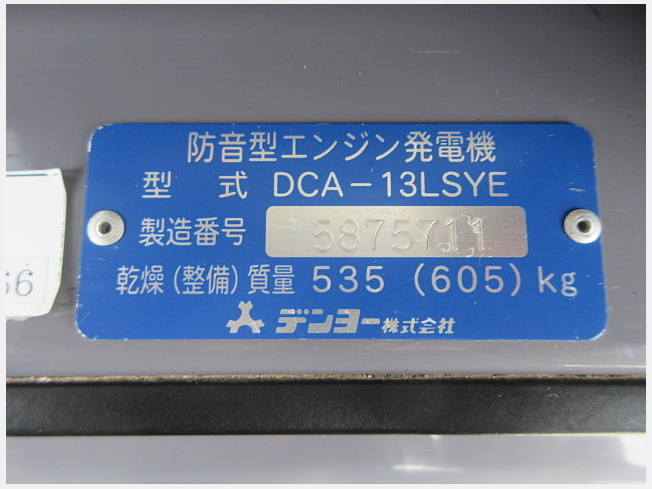 防音型エンジン発電機
型 式 DCA-13LSYE
製造番号 5875711
乾燥(整備)質量 535 (605)kg
デンヨー株式会社
66